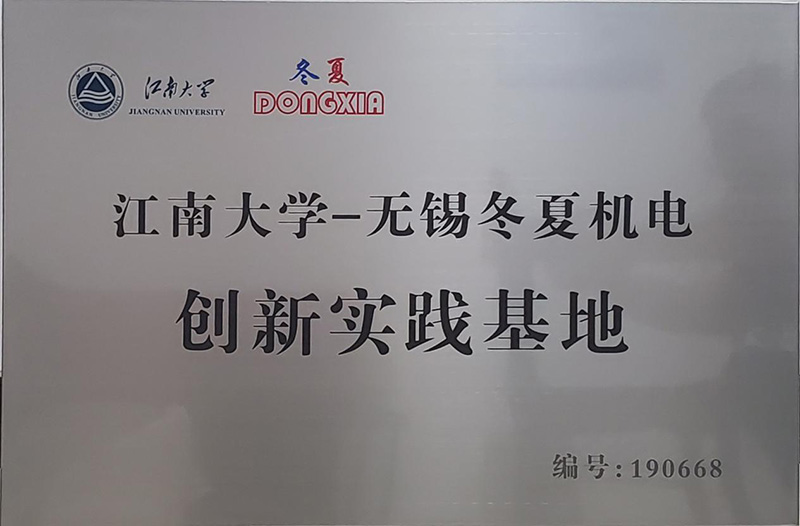 江南大学
JIANGNAN UNIVERSITY
冬夏
DONGXIA
江南大学–无锡冬夏机电
创新实践基地
编号:190668